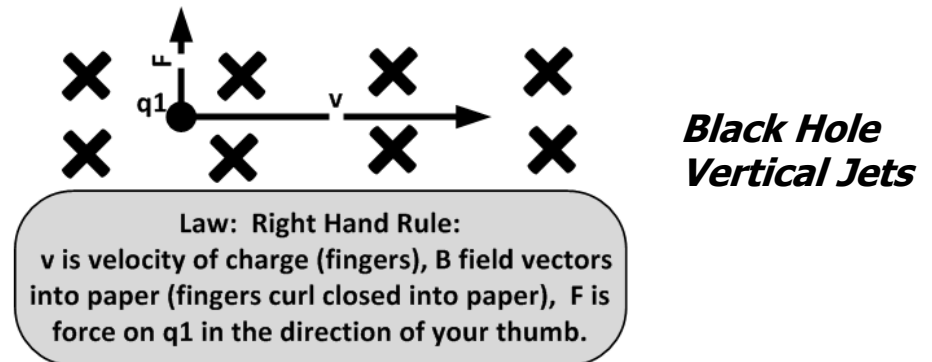 F
q1
v
Black Hole
Vertical Jets
Law: Right Hand Rule:
v is velocity of charge (fingers), B field vectors
into paper (fingers curl closed into paper), F is
force on q1 in the direction of your thumb.